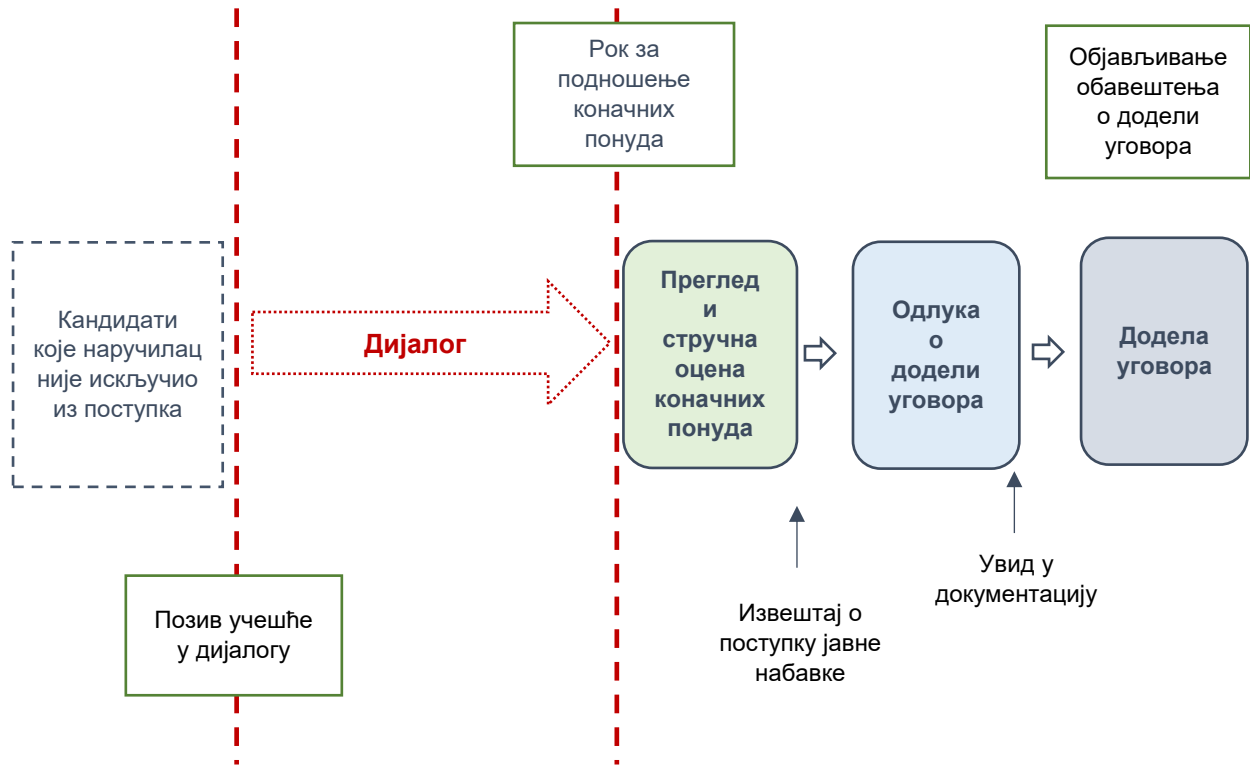 Рок за
подношење
коначних
понуда
Објављивање
обавештења
о додели
уговора
Кандидати
које наручилац
није искључио
из поступка
Дијалог
Преглед
и
стручна
оцена
коначних
понуда
Одлука
о
додели
уговора
Додела
уговора
Позив учешће
у дијалогу
Извештај о
поступку јавне
набавке
Увид у
документацију